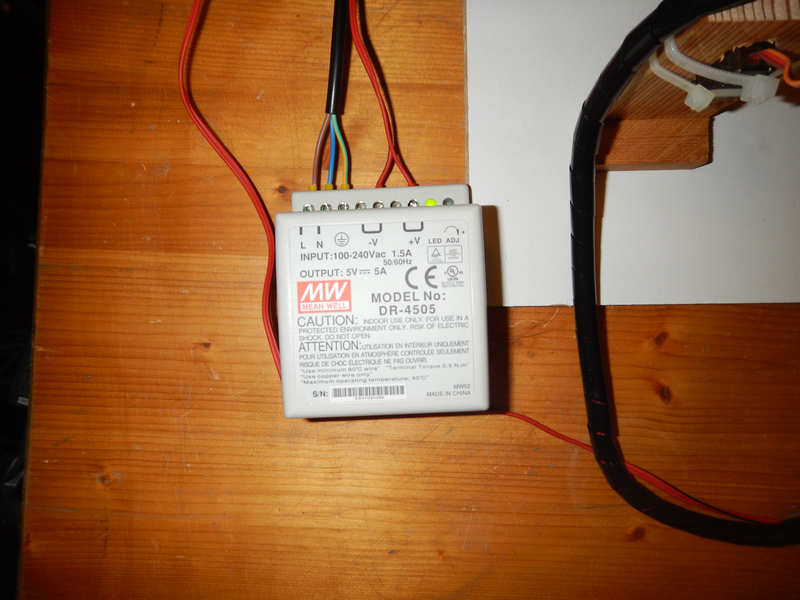 L N -V +V LED ADJ
INPUT:100-240Vac 1.5A
50/60Hz
OUTPUT: 5V 5A
MW
MEAN WELL
MODEL No:
DR-4505
CAUTION: INDOOR USE ONLY. FOR USE IN A
PROTECTED ENVIRONMENT ONLY. RISK OF ELECTRIC
SHOCK. DO NOT OPEN.
ATTENTION: UTILISATION EN INTÉRIEUR UNIQUEMENT
POUR UTILISATION EN ATMOSPHÈRE CONTRÔLÉE SEULEMENT
RISQUE DE CHOC ÉLECTRIQUE NE PAS OUVRIR.
"Use minimum 60°C wire" "Terminal Torque 0.5 N.m"
"Use copper wire only"
"Maximum operating temperature, 45°C"
S/N:
MW02
MADE IN CHINA